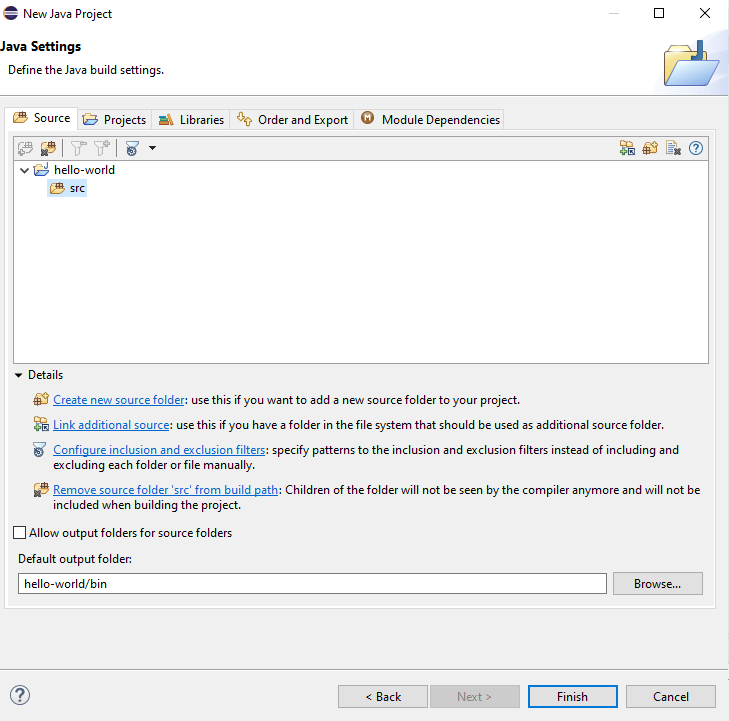 New Java Project
Java Settings
Define the Java build settings.
Source Projects Libraries Order and Export Module Dependencies
hello-world
src
Details
Create new source folder: use this if you want to add a new source folder to your project.
Link additional source: use this if you have a folder in the file system that should be used as additional source folder.
Configure inclusion and exclusion filters: specify patterns to the inclusion and exclusion filters instead of including and
excluding each folder or file manually.
Remove source folder 'src' from build path: Children of the folder will not be seen by the compiler anymore and will not be
included when building the project.
Allow output folders for source folders
Default output folder:
hello-world/bin Browse...
< Back Next > Finish Cancel